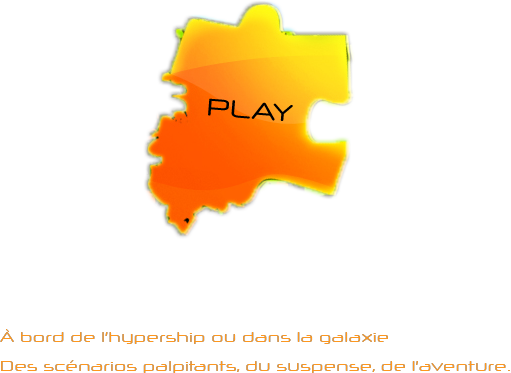 PLAY
À bord de l'hypership ou dans la galaxie
Des scénarios palpitants, du suspense, de l'aventure.